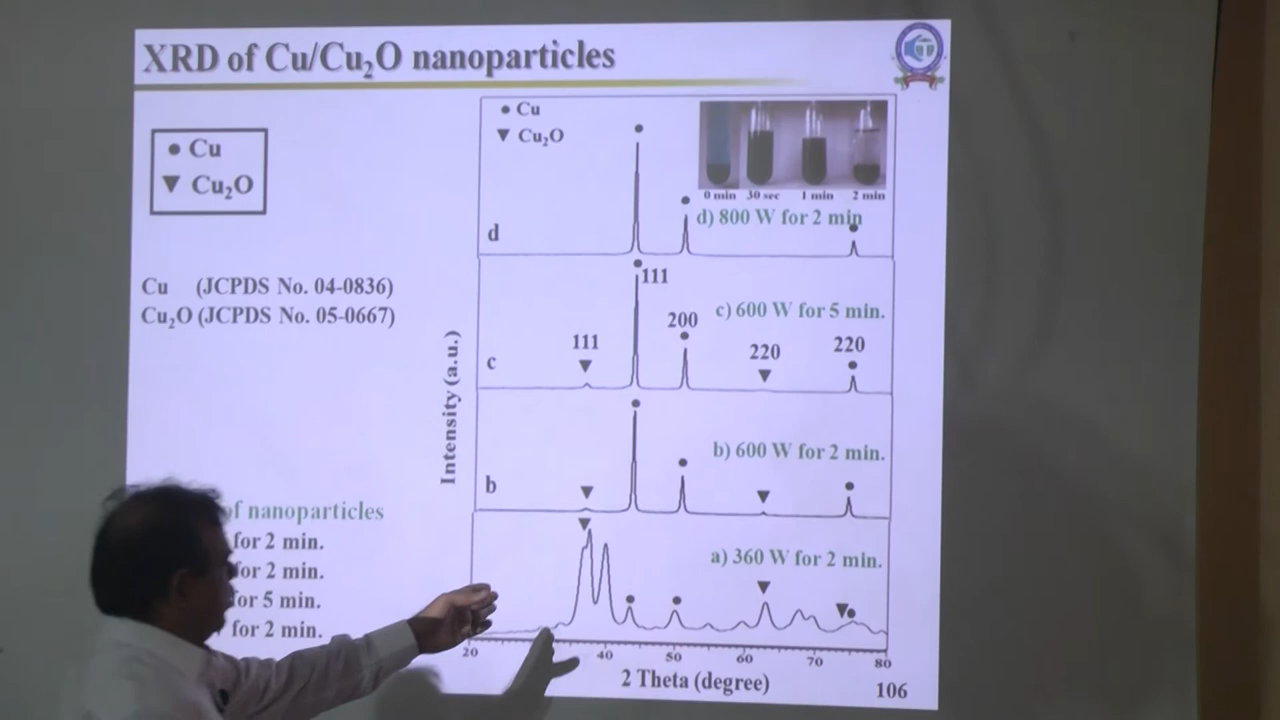 XRD of Cu/Cu₂O nanoparticles
• Cu
▼ Cu₂O
Cu (JCPDS No. 04-0836)
Cu₂O (JCPDS No. 05-0667)
of nanoparticles
for 2 min.
for 2 min.
for 5 min.
for 2 min.
• Cu
▼ Cu₂O
0 min 30 sec 1 min 2 min
d) 800 W for 2 min
d
111
c) 600 W for 5 min.
200
111
220
220
c
b) 600 W for 2 min.
b
a) 360 W for 2 min.
Intensity (a.u.)
20 40 50 60 70 80
2 Theta (degree)
106